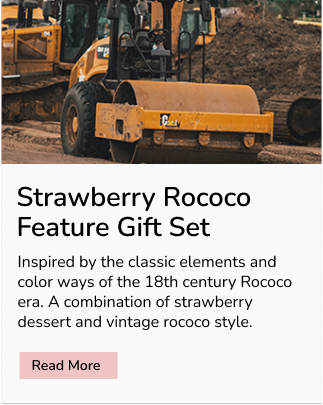 Strawberry Rococo
Feature Gift Set
Inspired by the classic elements and
color ways of the 18th century Rococo
era. A combination of strawberry
dessert and vintage rococo style.
Read More